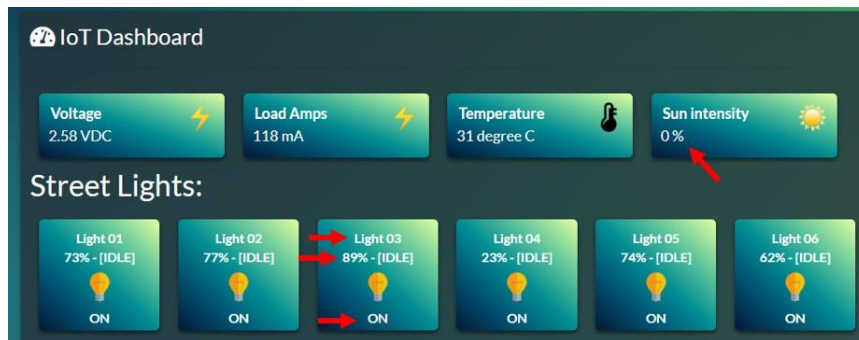 IoT Dashboard
Voltage
2.58 VDC
Load Amps
118 mA
Temperature
31 degree C
Sun intensity
0 %
Street Lights:
Light 01
73% - [IDLE]
ON
Light 02
77% - [IDLE]
ON
Light 03
89% - [IDLE]
ON
Light 04
23% - [IDLE]
ON
Light 05
74% - [IDLE]
ON
Light 06
62% - [IDLE]
ON